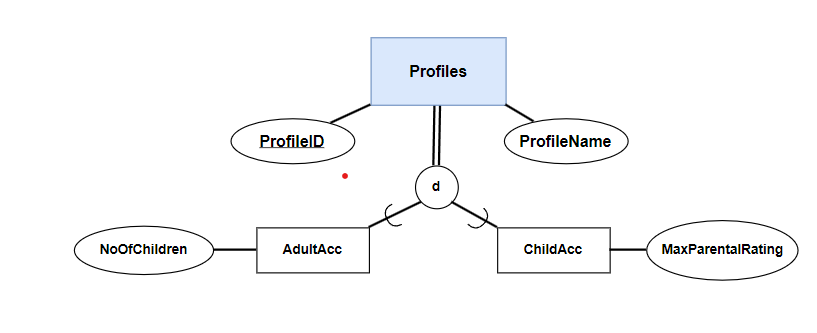 Profiles
ProfileID
ProfileName
d
NoOfChildren
AdultAcc
ChildAcc
MaxParentalRating